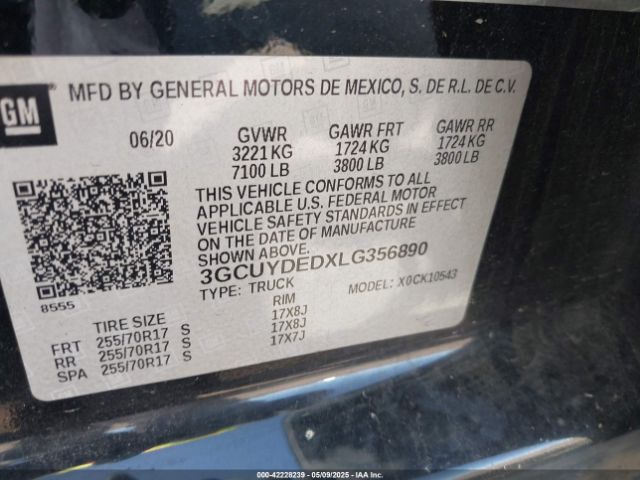 GM
MFD BY GENERAL MOTORS DE MEXICO, S. DE R.L. DE C.V.
06/20 GVWR GAWR FRT GAWR RR
3221 KG 1724 KG 1724 KG
7100 LB 3800 LB 3800 LB
THIS VEHICLE CONFORMS TO ALL
APPLICABLE U.S. FEDERAL MOTOR
VEHICLE SAFETY STANDARDS IN EFFECT
ON THE DATE OF MANUFACTURE
SHOWN ABOVE.
3GCUYDEDXLG356890
8555 TYPE: TRUCK MODEL: X0CK10543
TIRE SIZE RIM
FRT 255/70R17 S 17X8J
RR 255/70R17 S 17X8J
SPA 255/70R17 S 17X7J
000-42228239 - 05/09/2025 - IAAI.COM